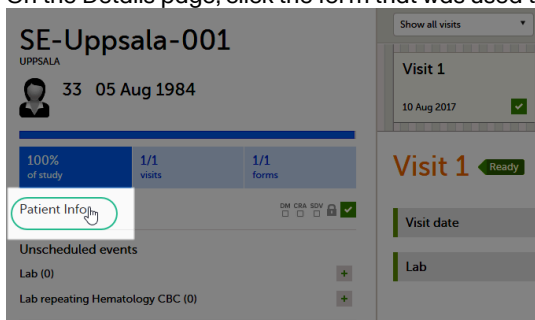 On the Details page, click the form that was used t
SE-Uppsala-001
UPPSALA
33 05 Aug 1984
100%
of study
1/1
visits
1/1
forms
Patient Info
DM CRA SDV
Unscheduled events
Lab (0)
+
Lab repeating Hematology CBC (0)
+
Show all visits
Visit 1
10 Aug 2017
Visit 1
Ready
Visit date
Lab